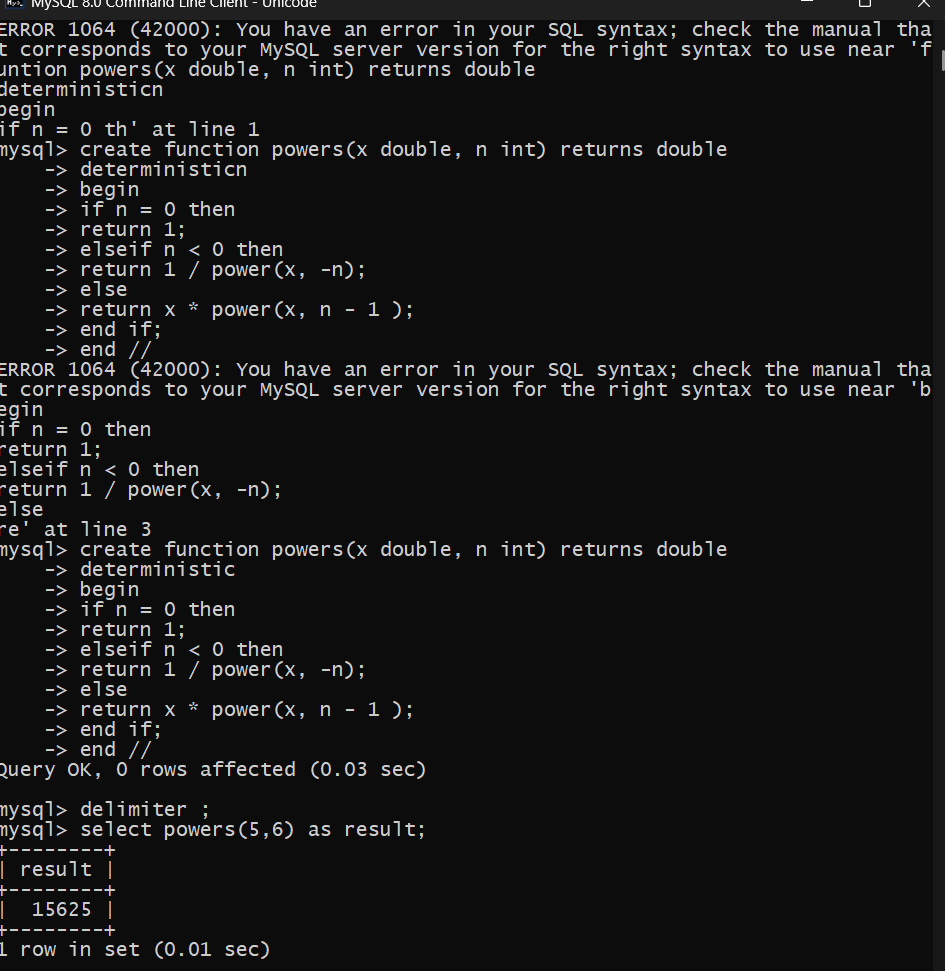 MySQL 8.0 Command Line Client - Unicode
ERROR 1064 (42000): You have an error in your SQL syntax; check the manual tha
t corresponds to your MySQL server version for the right syntax to use near 'f
untion powers(x double, n int) returns double
deterministicn
begin
if n = 0 th' at line 1
mysql> create function powers(x double, n int) returns double
    -> deterministicn
    -> begin
    -> if n = 0 then
    -> return 1;
    -> elseif n < 0 then
    -> return 1 / power(x, -n);
    -> else
    -> return x * power(x, n - 1 );
    -> end if;
    -> end //
ERROR 1064 (42000): You have an error in your SQL syntax; check the manual tha
t corresponds to your MySQL server version for the right syntax to use near 'b
egin
if n = 0 then
return 1;
elseif n < 0 then
return 1 / power(x, -n);
else
re' at line 3
mysql> create function powers(x double, n int) returns double
    -> deterministic
    -> begin
    -> if n = 0 then
    -> return 1;
    -> elseif n < 0 then
    -> return 1 / power(x, -n);
    -> else
    -> return x * power(x, n - 1 );
    -> end if;
    -> end //
Query OK, 0 rows affected (0.03 sec)
mysql> delimiter ;
mysql> select powers(5,6) as result;
+--------+
| result |
+--------+
|  15625 |
+--------+
1 row in set (0.01 sec)